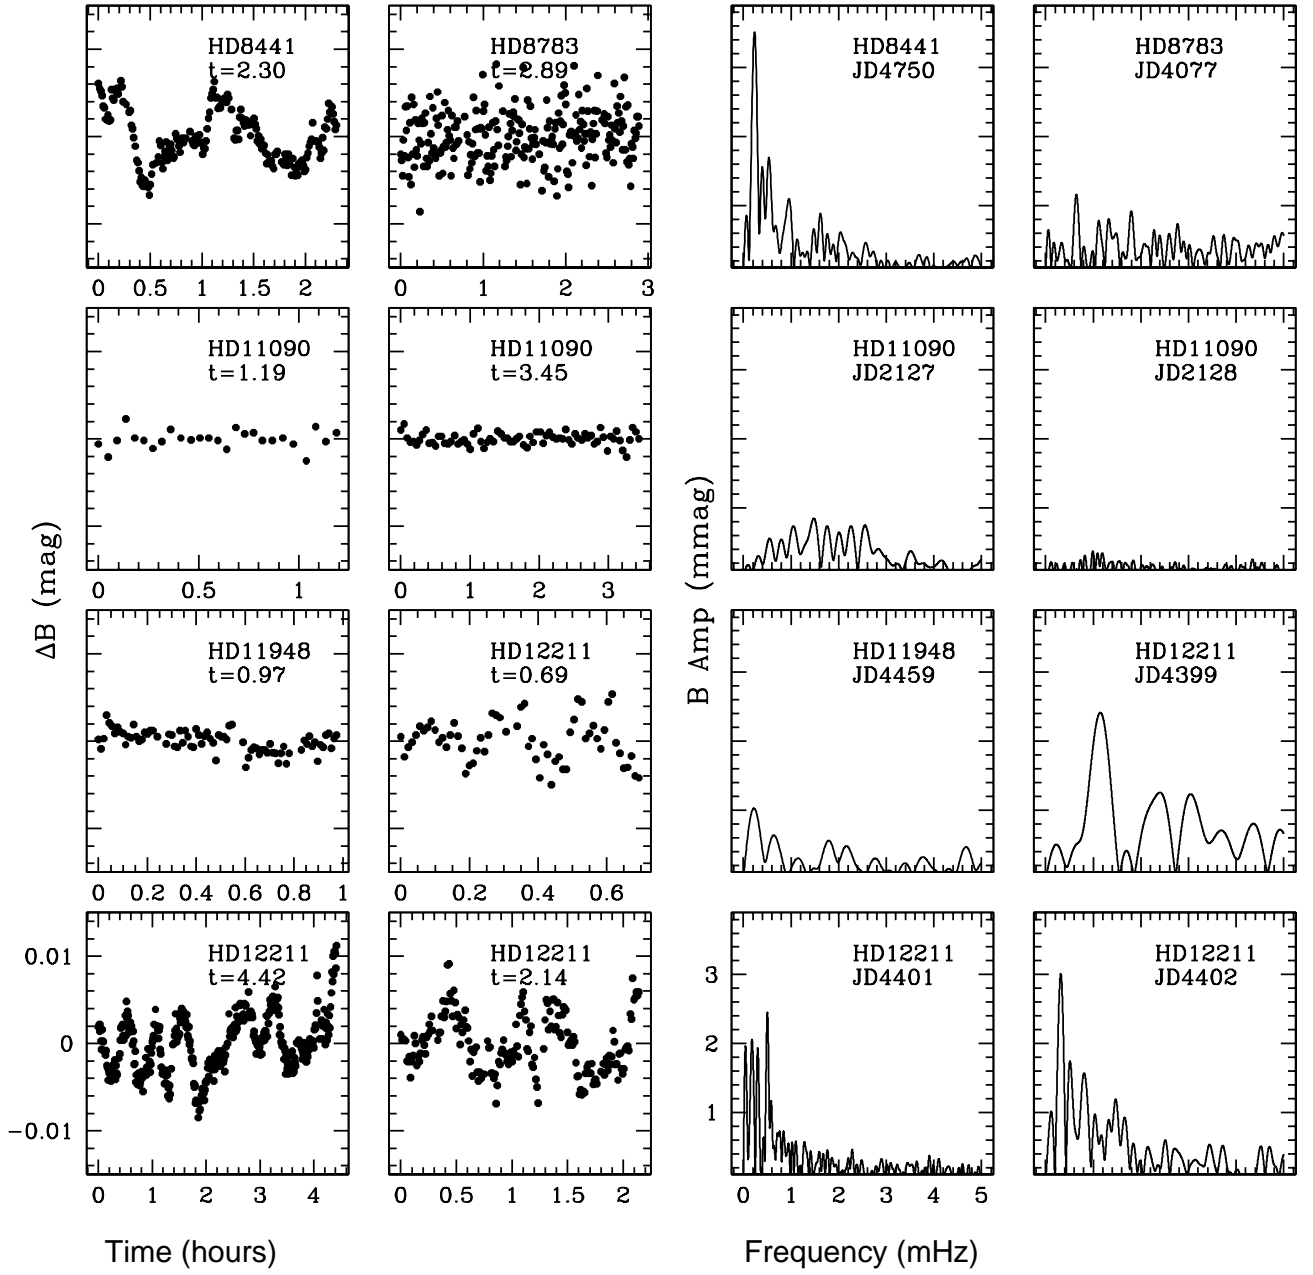 HD8441
t=2.30
HD8783
t=2.89
HD8441
JD4750
HD8783
JD4077
0 0.5 1 1.5 2
0 1 2 3
HD11090
t=1.19
HD11090
t=3.45
HD11090
JD2127
HD11090
JD2128
0 0.5 1
0 1 2 3
ΔB (mag)
B Amp (mmag)
HD11948
t=0.97
HD12211
t=0.69
HD11948
JD4459
HD12211
JD4399
0 0.2 0.4 0.6 0.8 1
0 0.2 0.4 0.6
HD12211
t=4.42
HD12211
t=2.14
HD12211
JD4401
HD12211
JD4402
0.01
0
−0.01
3
2
1
0 1 2 3 4
0 0.5 1 1.5 2
0 1 2 3 4 5
Time (hours)
Frequency (mHz)